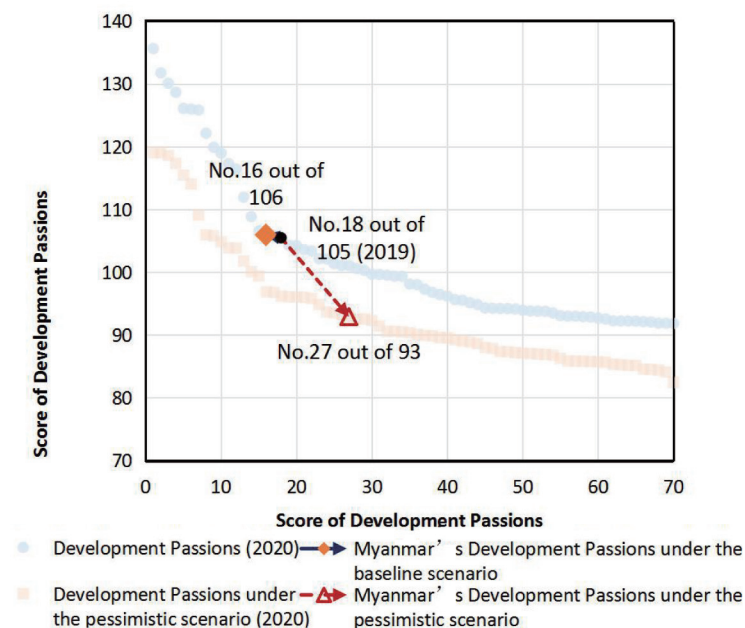 140
130
120
110
100
90
80
70
0
10
20
30
40
50
60
70
Score of Development Passions
Score of Development Passions
No.16 out of
106
No.18 out of
105 (2019)
No.27 out of 93
Development Passions (2020)
Myanmar’s Development Passions under the
baseline scenario
Development Passions under
the pessimistic scenario (2020)
Myanmar’s Development Passions under the
pessimistic scenario